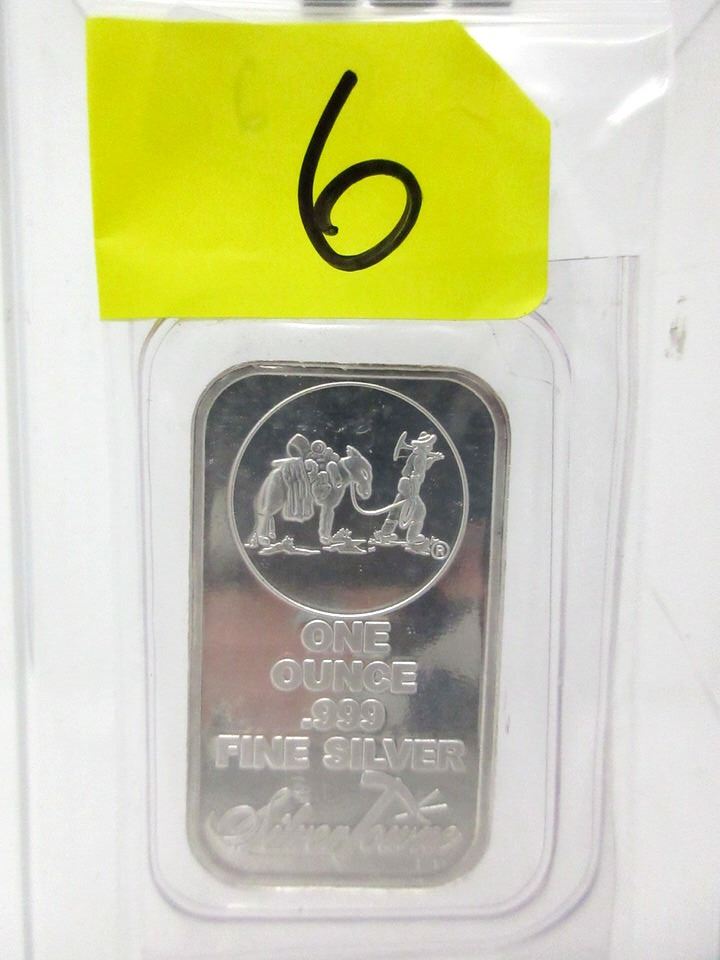 6
®
ONE
OUNCE
.999
FINE SILVER
SilverTowne